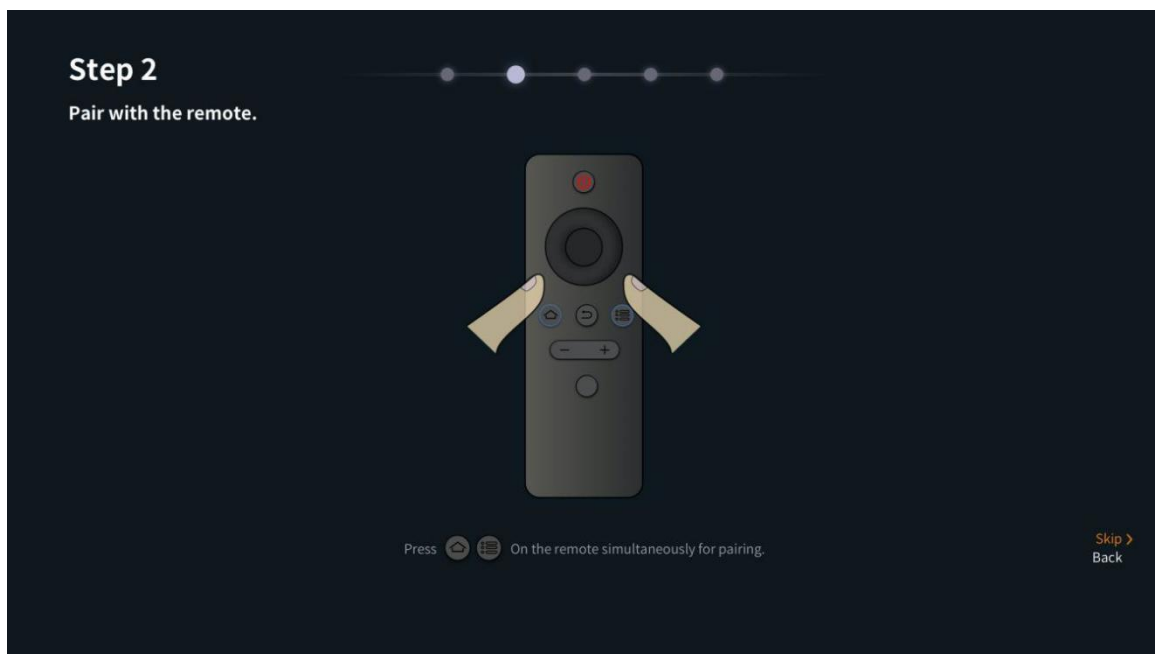 Step 2
Pair with the remote.
Press On the remote simultaneously for pairing.
Skip >
Back